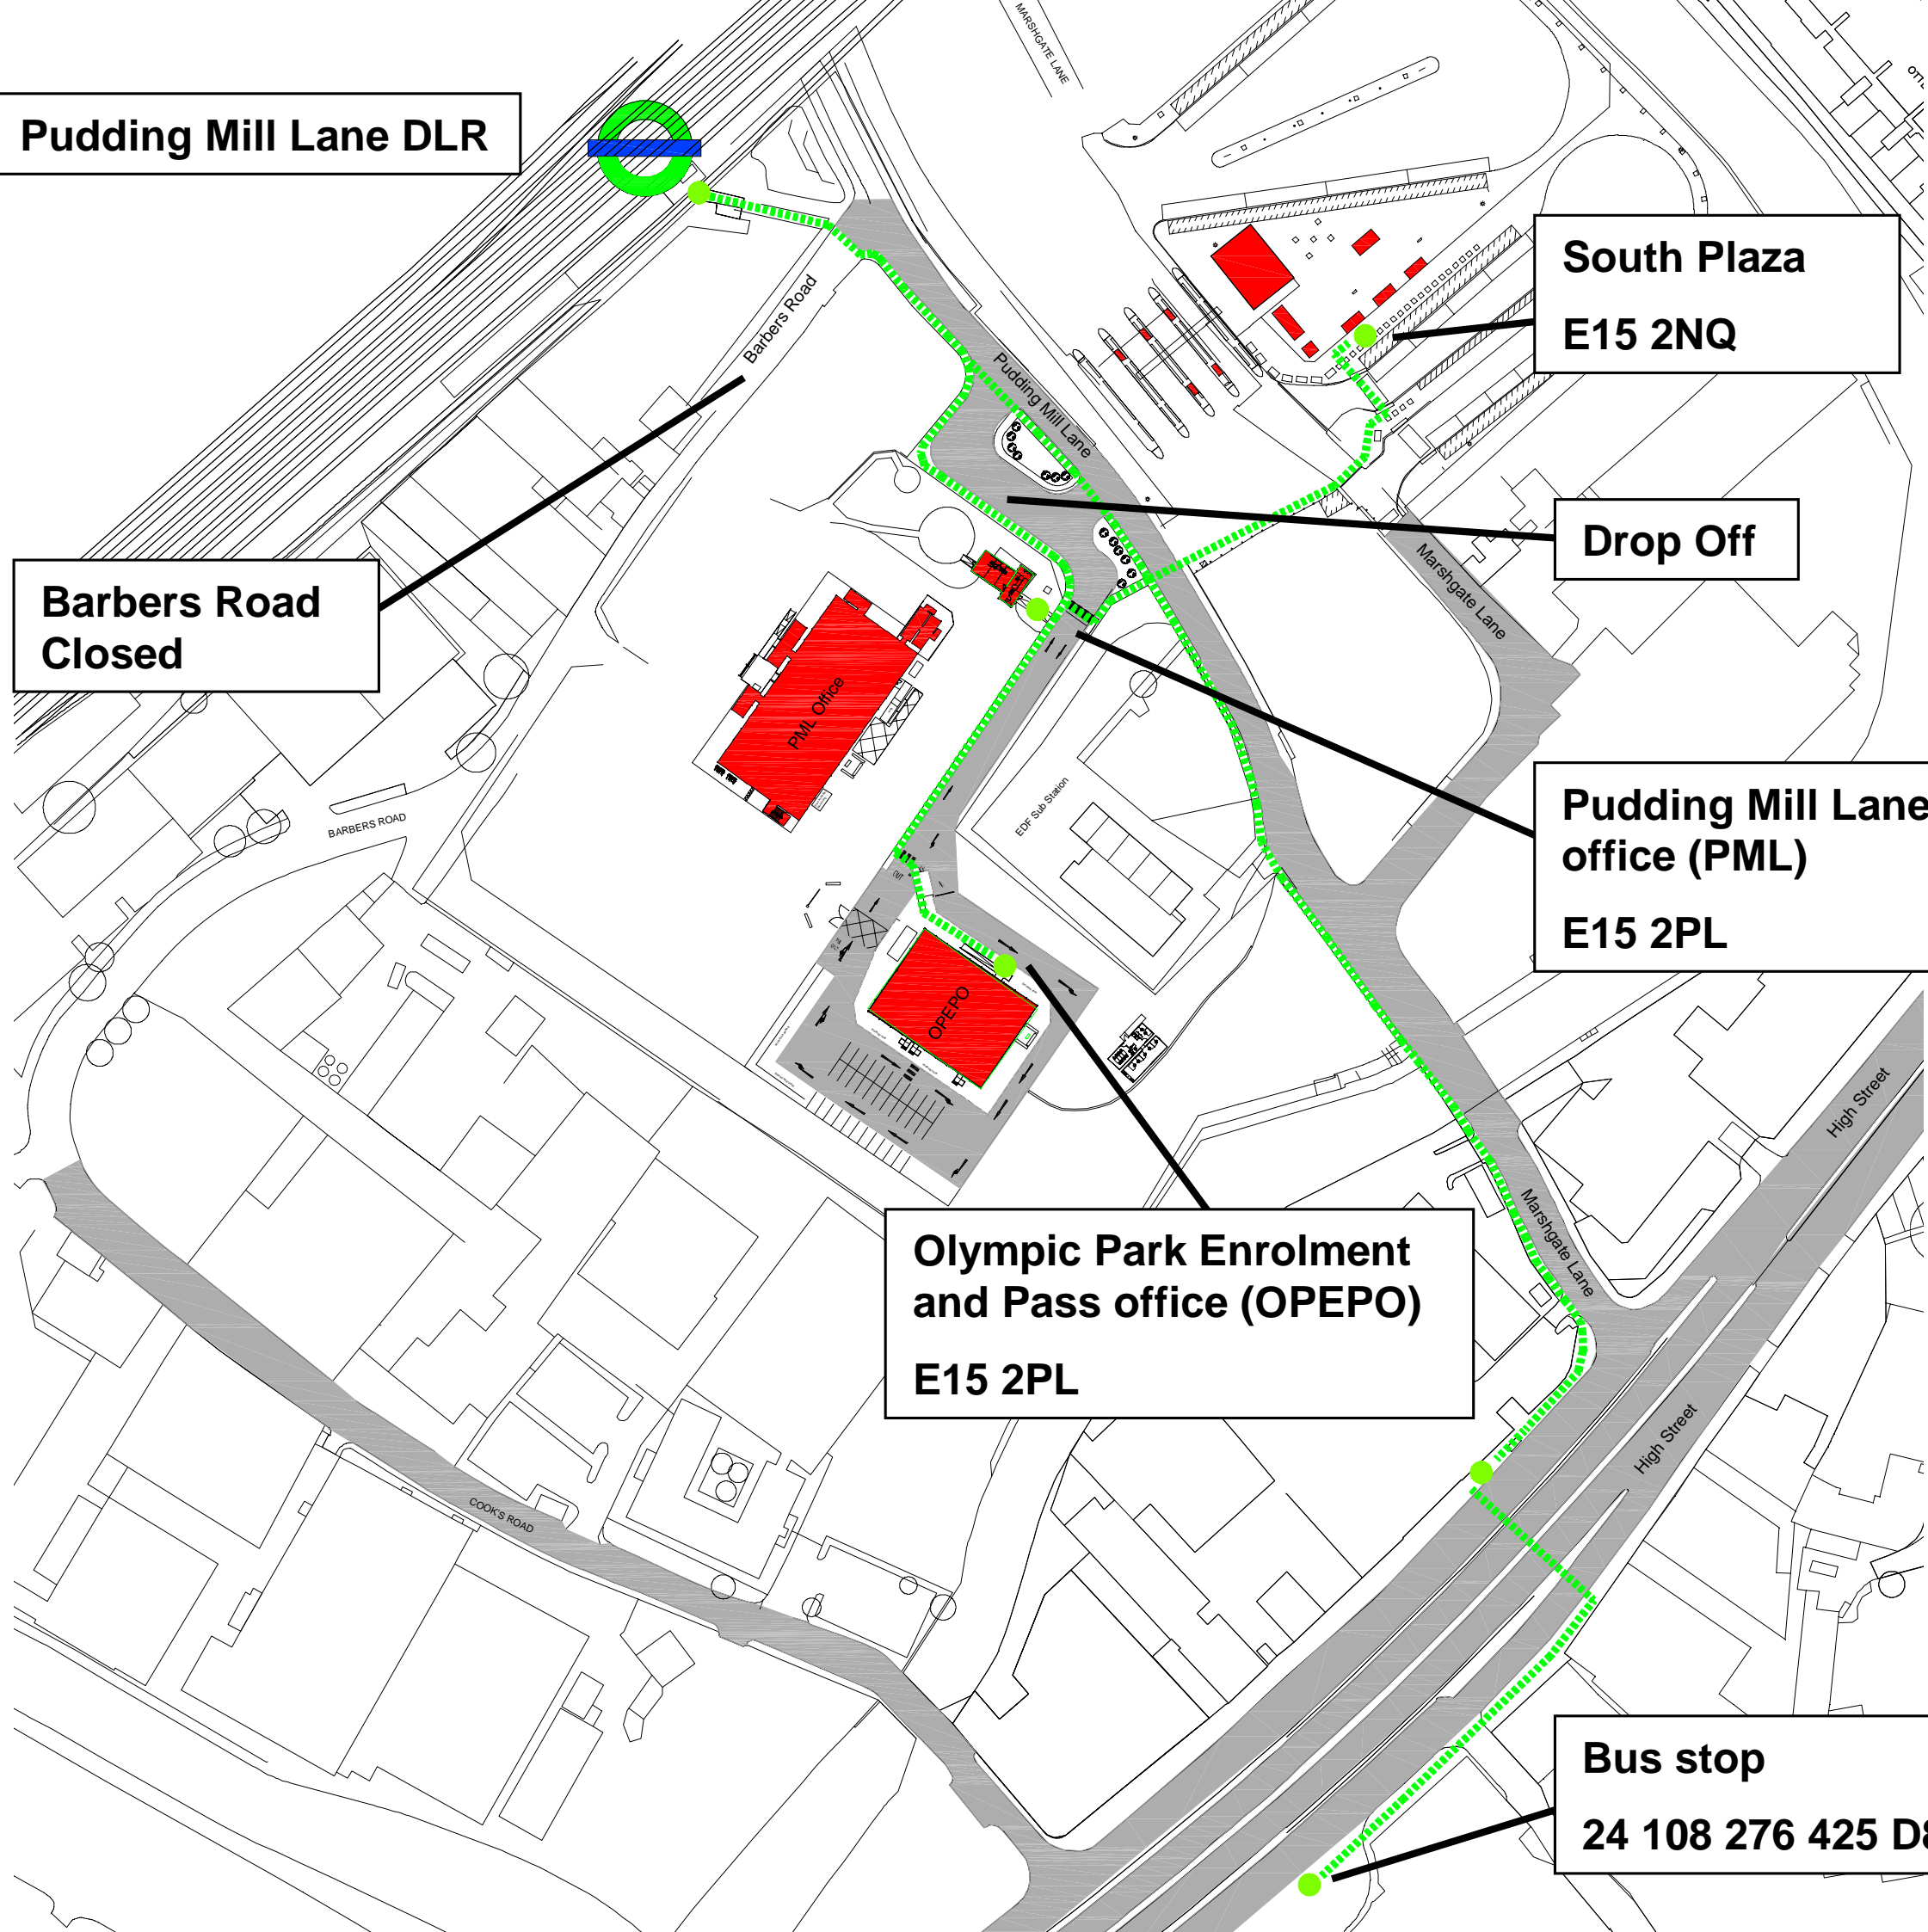 MARSHGATE LANE
Pudding Mill Lane DLR
South Plaza
E15 2NQ
Barbers Road
Pudding Mill Lane
Drop Off
Marshgate Lane
Barbers Road
Closed
PML Office
EDF Sub Station
BARBERS ROAD
Pudding Mill Lane
office (PML)
E15 2PL
OUT
OPEPO
High Street
Marshgate Lane
Olympic Park Enrolment
and Pass office (OPEPO)
E15 2PL
High Street
COOK'S ROAD
Bus stop
24 108 276 425 D8